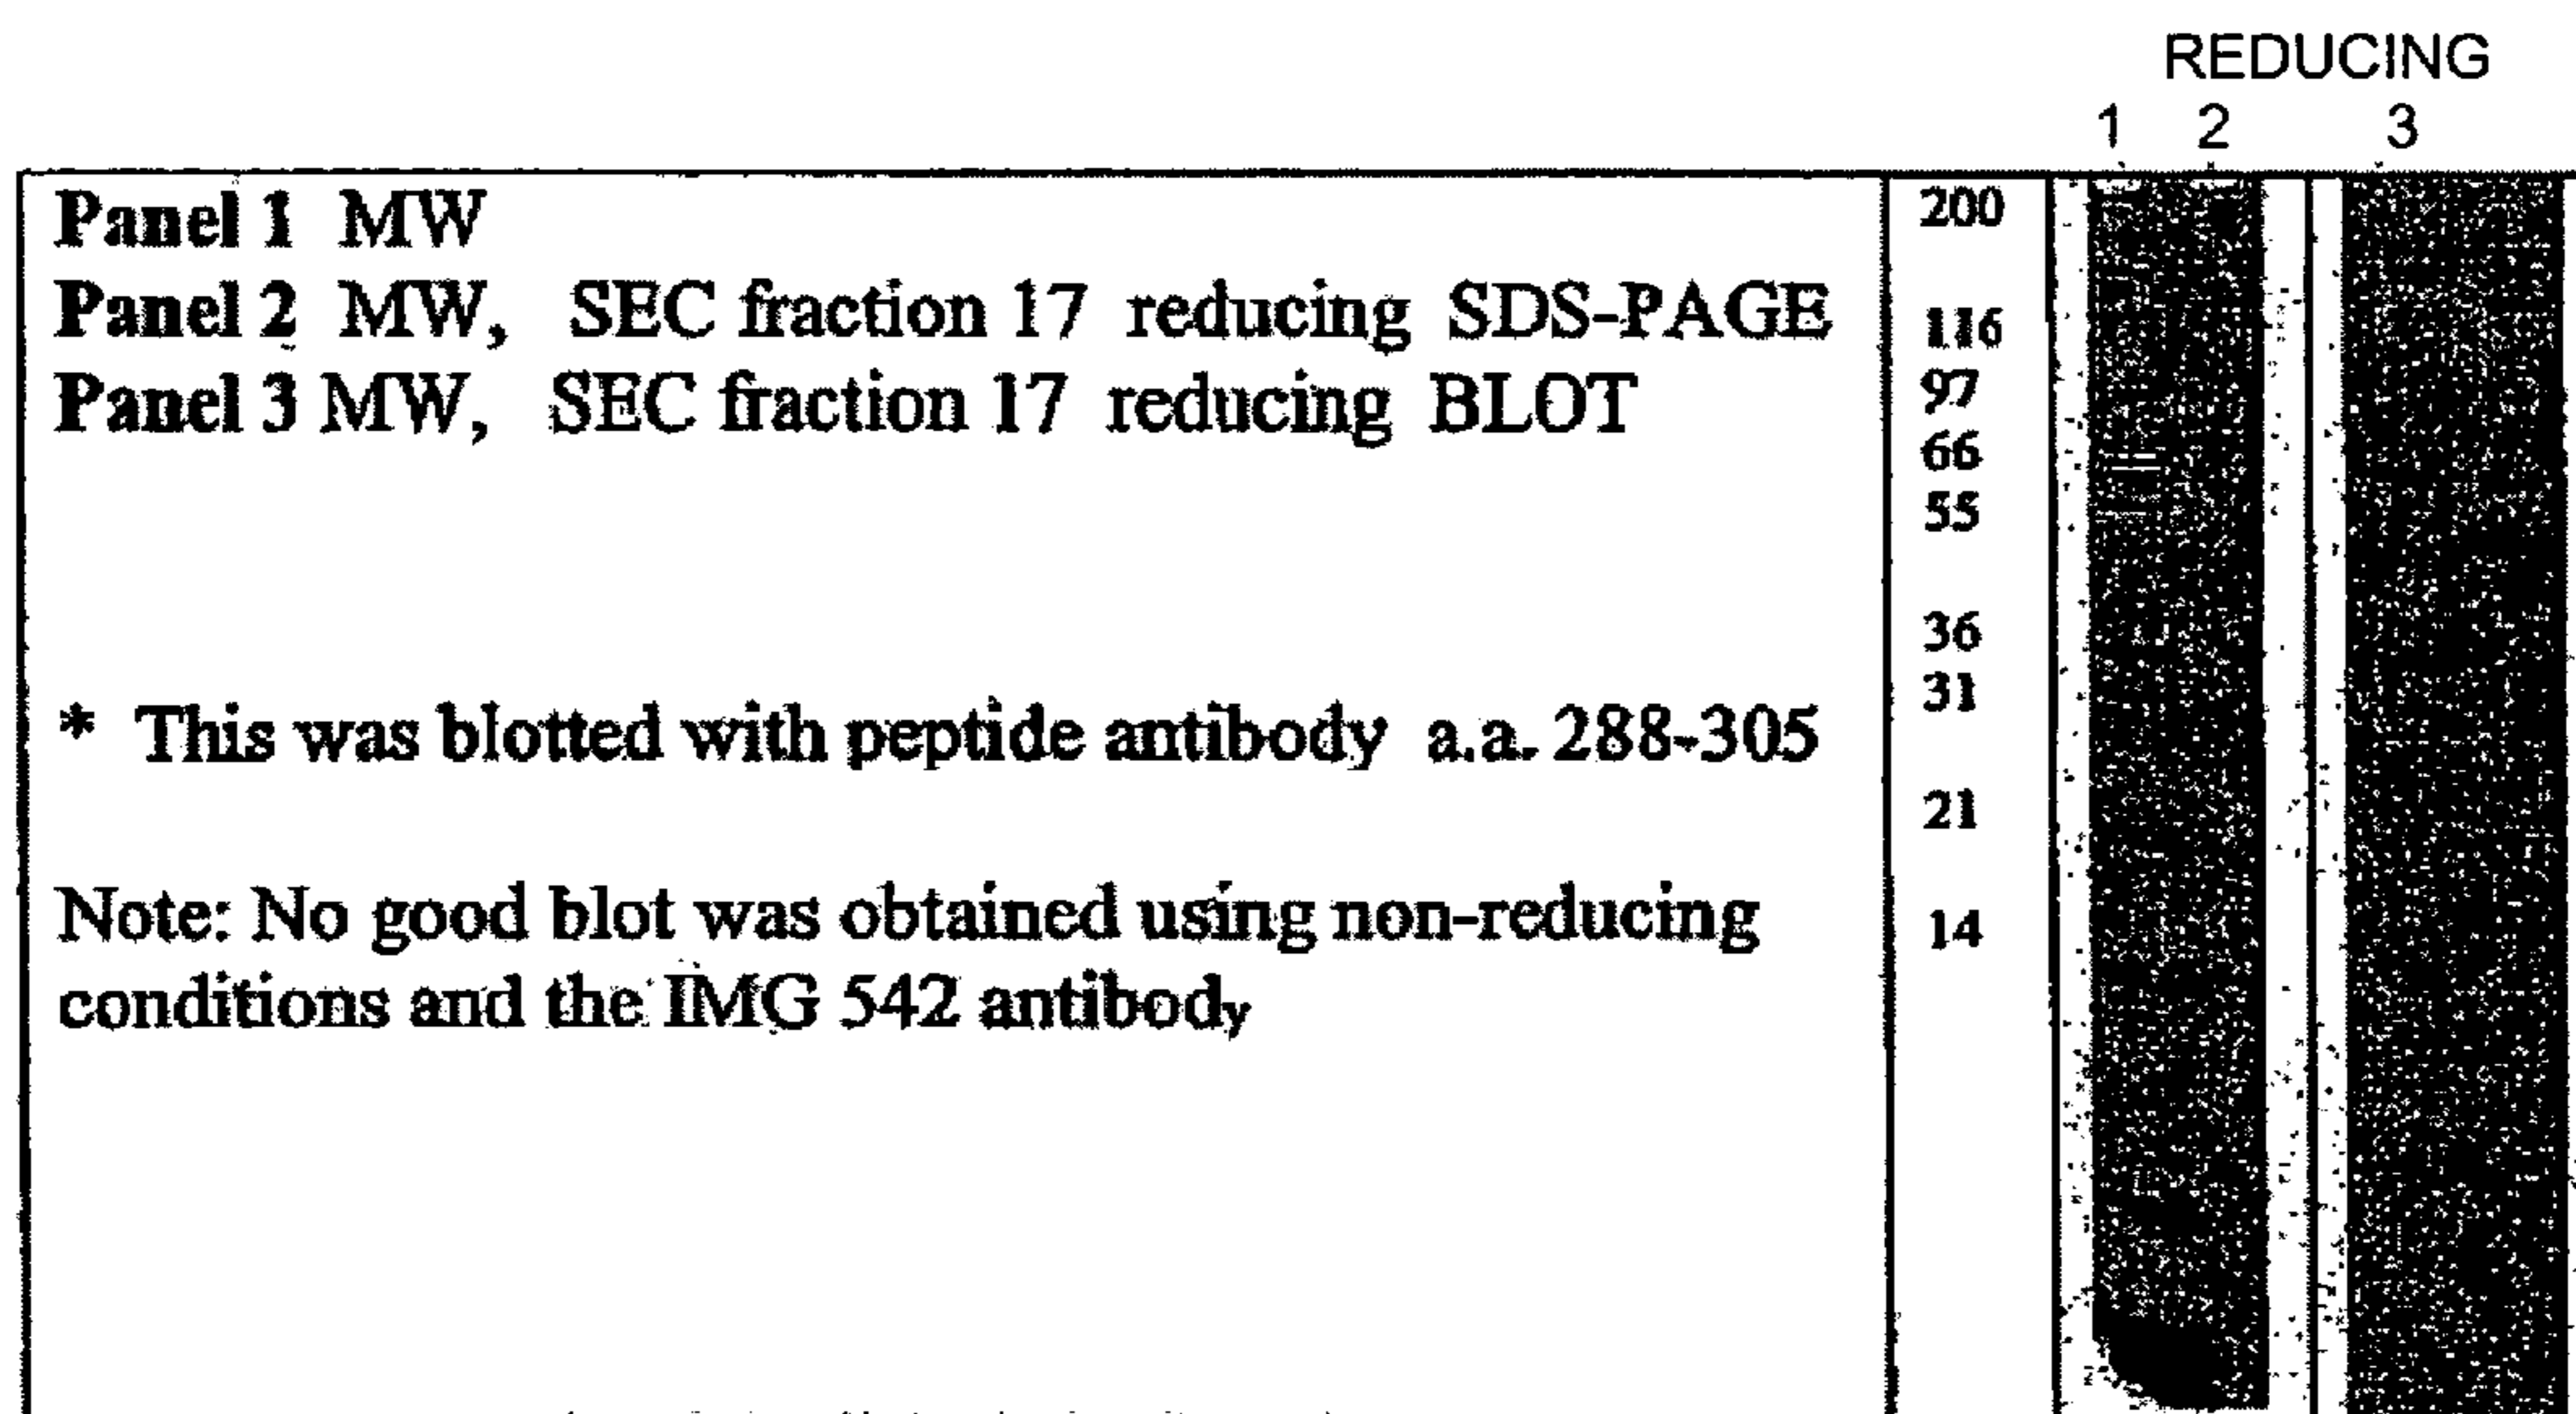 REDUCING
1 2 3
Panel 1 MW
Panel 2 MW, SEC fraction 17 reducing SDS-PAGE
Panel 3 MW, SEC fraction 17 reducing BLOT
* This was blotted with peptide antibody a.a. 288-305
Note: No good blot was obtained using non-reducing
conditions and the IMG 542 antibody
200
116
97
66
55
36
31
21
14